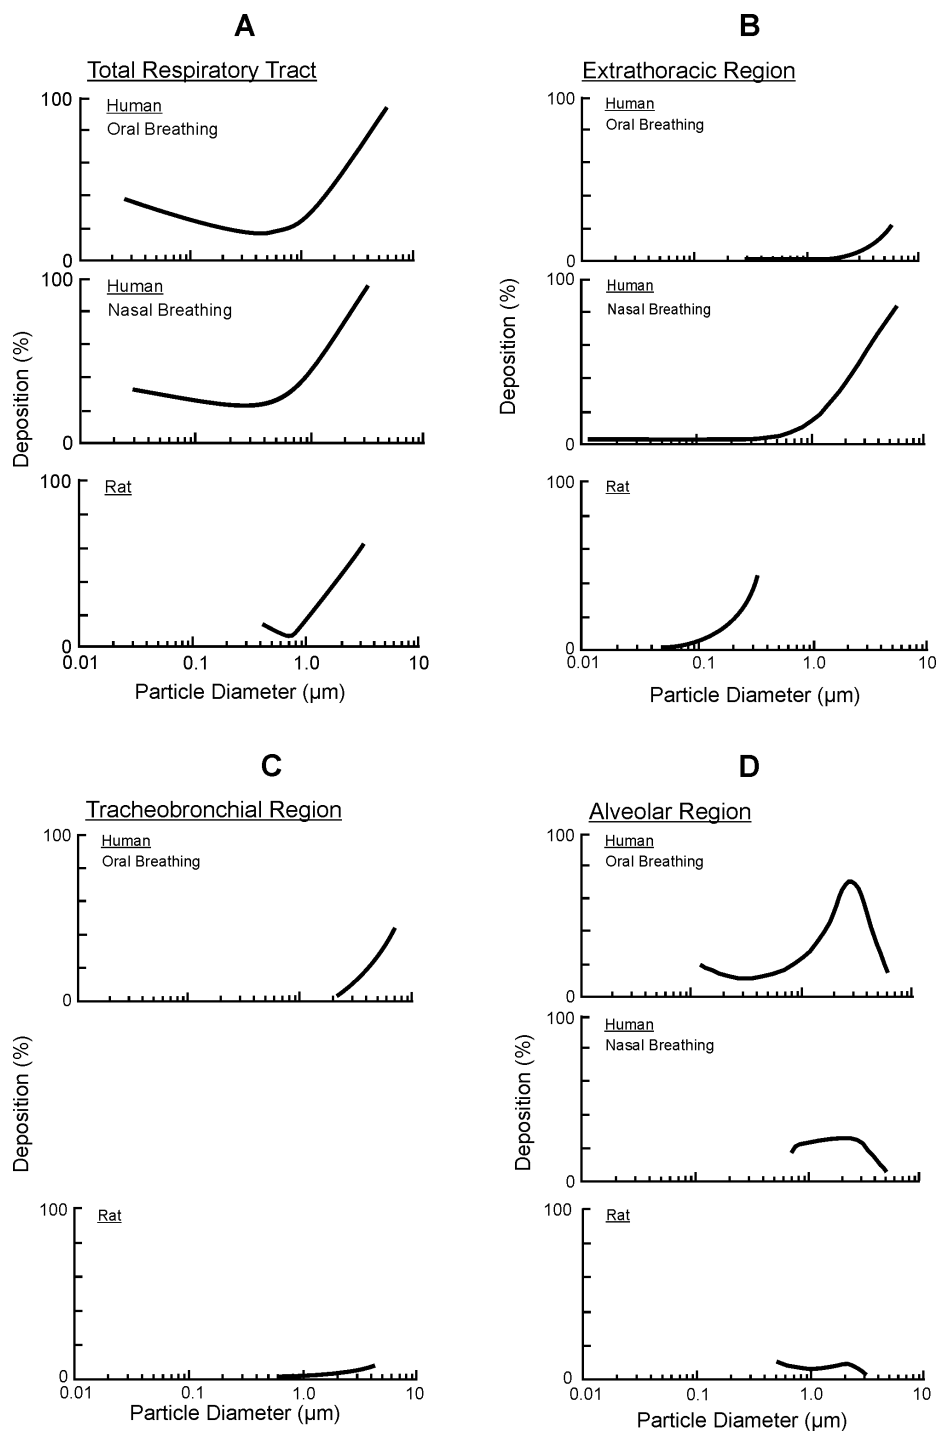 A
Total Respiratory Tract
100
Human
Oral Breathing
0
100
Human
Nasal Breathing
0
Deposition (%)
100
Rat
0
0.01 0.1 1.0 10
Particle Diameter (µm)
B
Extrathoracic Region
100
Human
Oral Breathing
0
100
Human
Nasal Breathing
0
Deposition (%)
100
Rat
0
0.01 0.1 1.0 10
Particle Diameter (µm)
C
Tracheobronchial Region
100
Human
Oral Breathing
0
Deposition (%)
100
Rat
0
0.01 0.1 1.0 10
Particle Diameter (µm)
D
Alveolar Region
100
Human
Oral Breathing
0
100
Human
Nasal Breathing
0
Deposition (%)
100
Rat
0
0.01 0.1 1.0 10
Particle Diameter (µm)